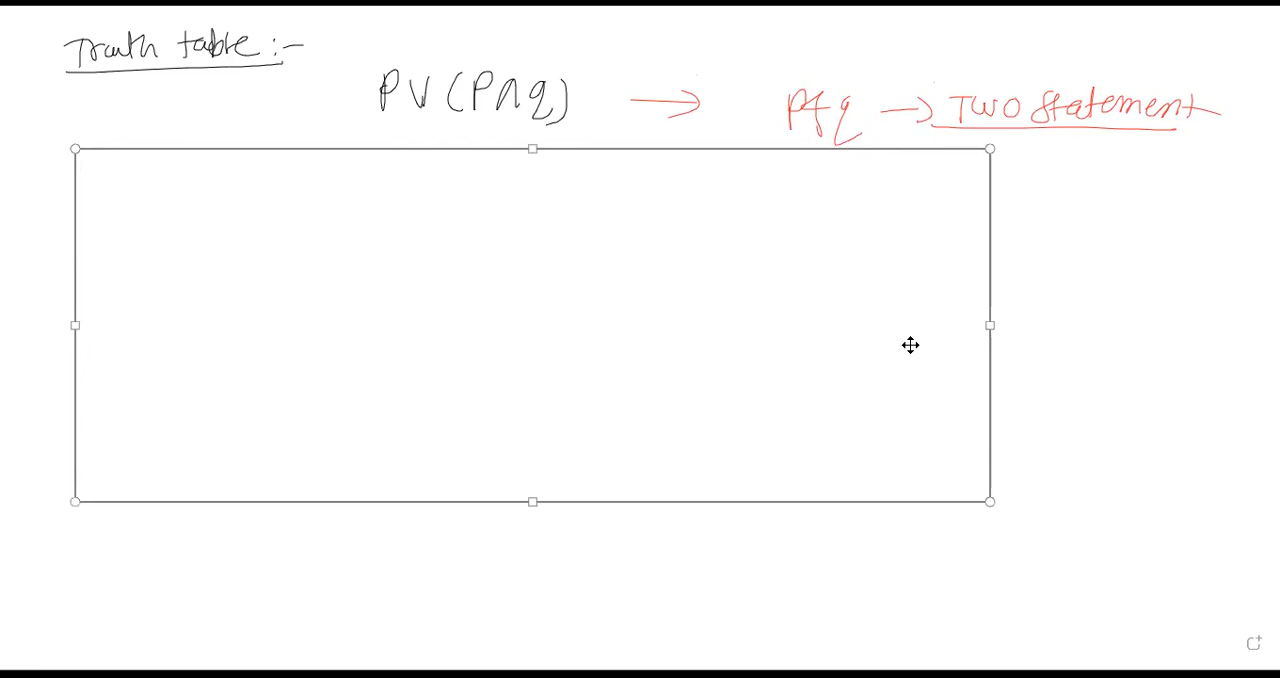 Truth table :-
P V (P ∧ q) → P & q → Two Statement